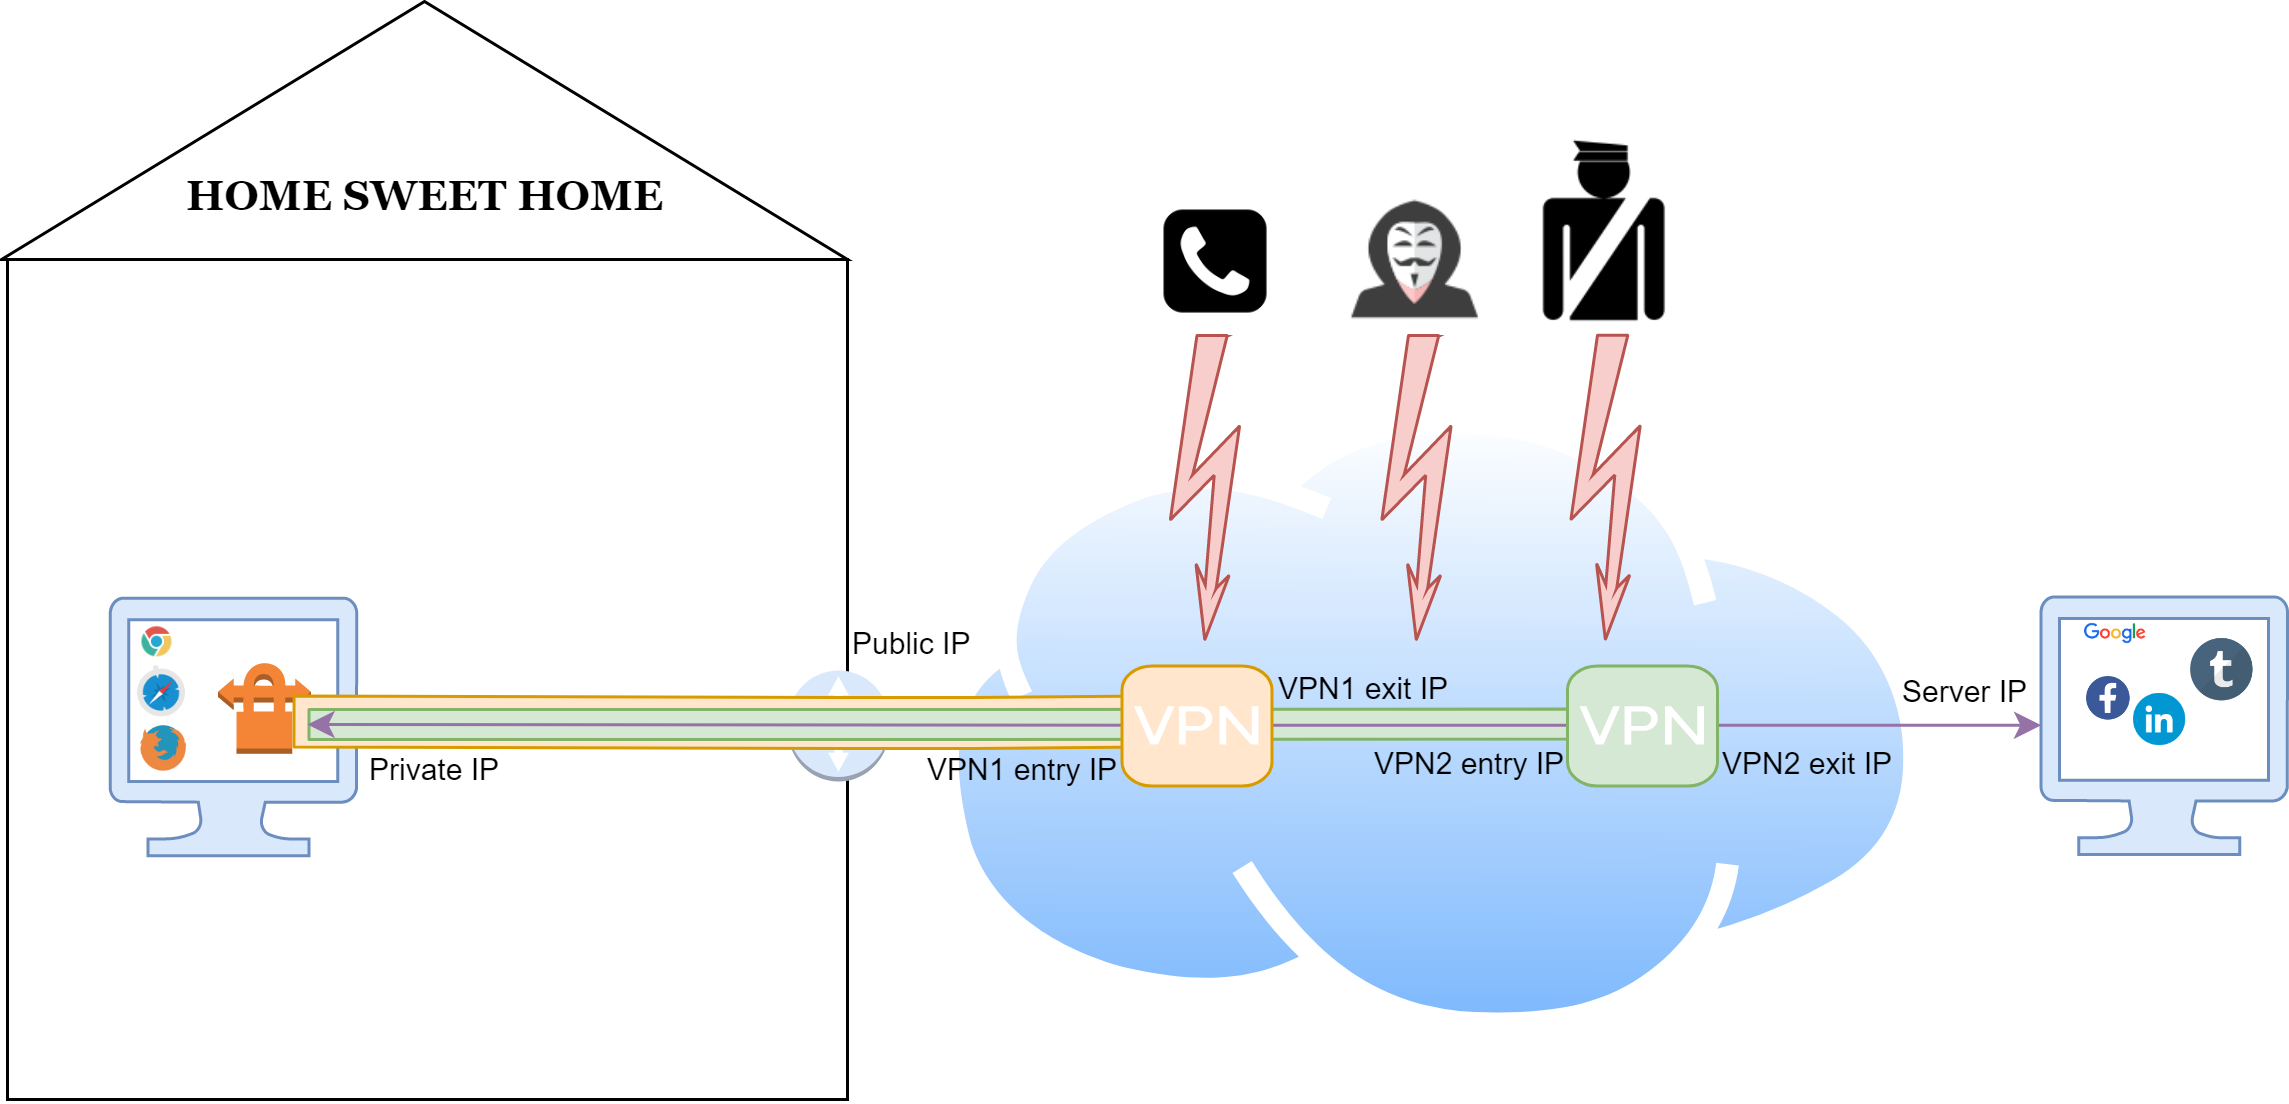 HOME SWEET HOME
Public IP
Private IP
VPN1 entry IP
VPN
VPN1 exit IP
VPN2 entry IP
VPN
VPN2 exit IP
Server IP
Google
f
in
t